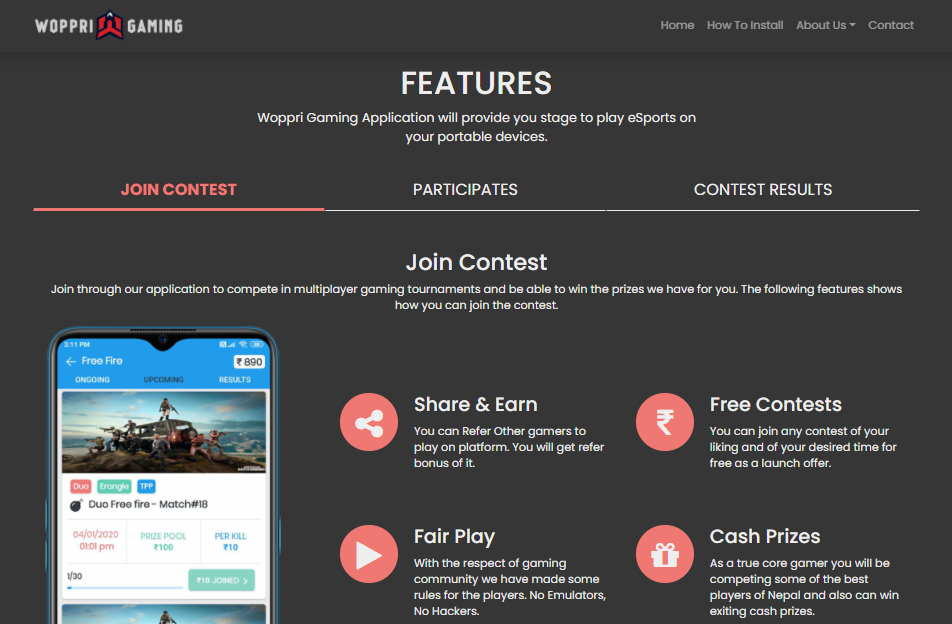 WOPPRI GAMING
Home How To Install About Us Contact
FEATURES
Woppri Gaming Application will provide you stage to play eSports on
your portable devices.
JOIN CONTEST PARTICIPATES CONTEST RESULTS
Join Contest
Join through our application to compete in multiplayer gaming tournaments and be able to win the prizes we have for you. The following features shows
how you can join the contest.
3:11 PM
Free Fire ₹ 890
ONGOING UPCOMING RESULTS
Duo Erangle TPP
Duo Free fire - Match#18
04/01/2020 PRIZE POOL PER KILL
01:01 pm ₹100 ₹10
1/30 ₹10 JOINED
Share & Earn
You can Refer Other gamers to
play on platform. You will get refer
bonus of it.
Free Contests
You can join any contest of your
liking and of your desired time for
free as a launch offer.
Fair Play
With the respect of gaming
community we have made some
rules for the players. No Emulators,
No Hackers.
Cash Prizes
As a true core gamer you will be
competing some of the best
players of Nepal and also can win
exiting cash prizes.